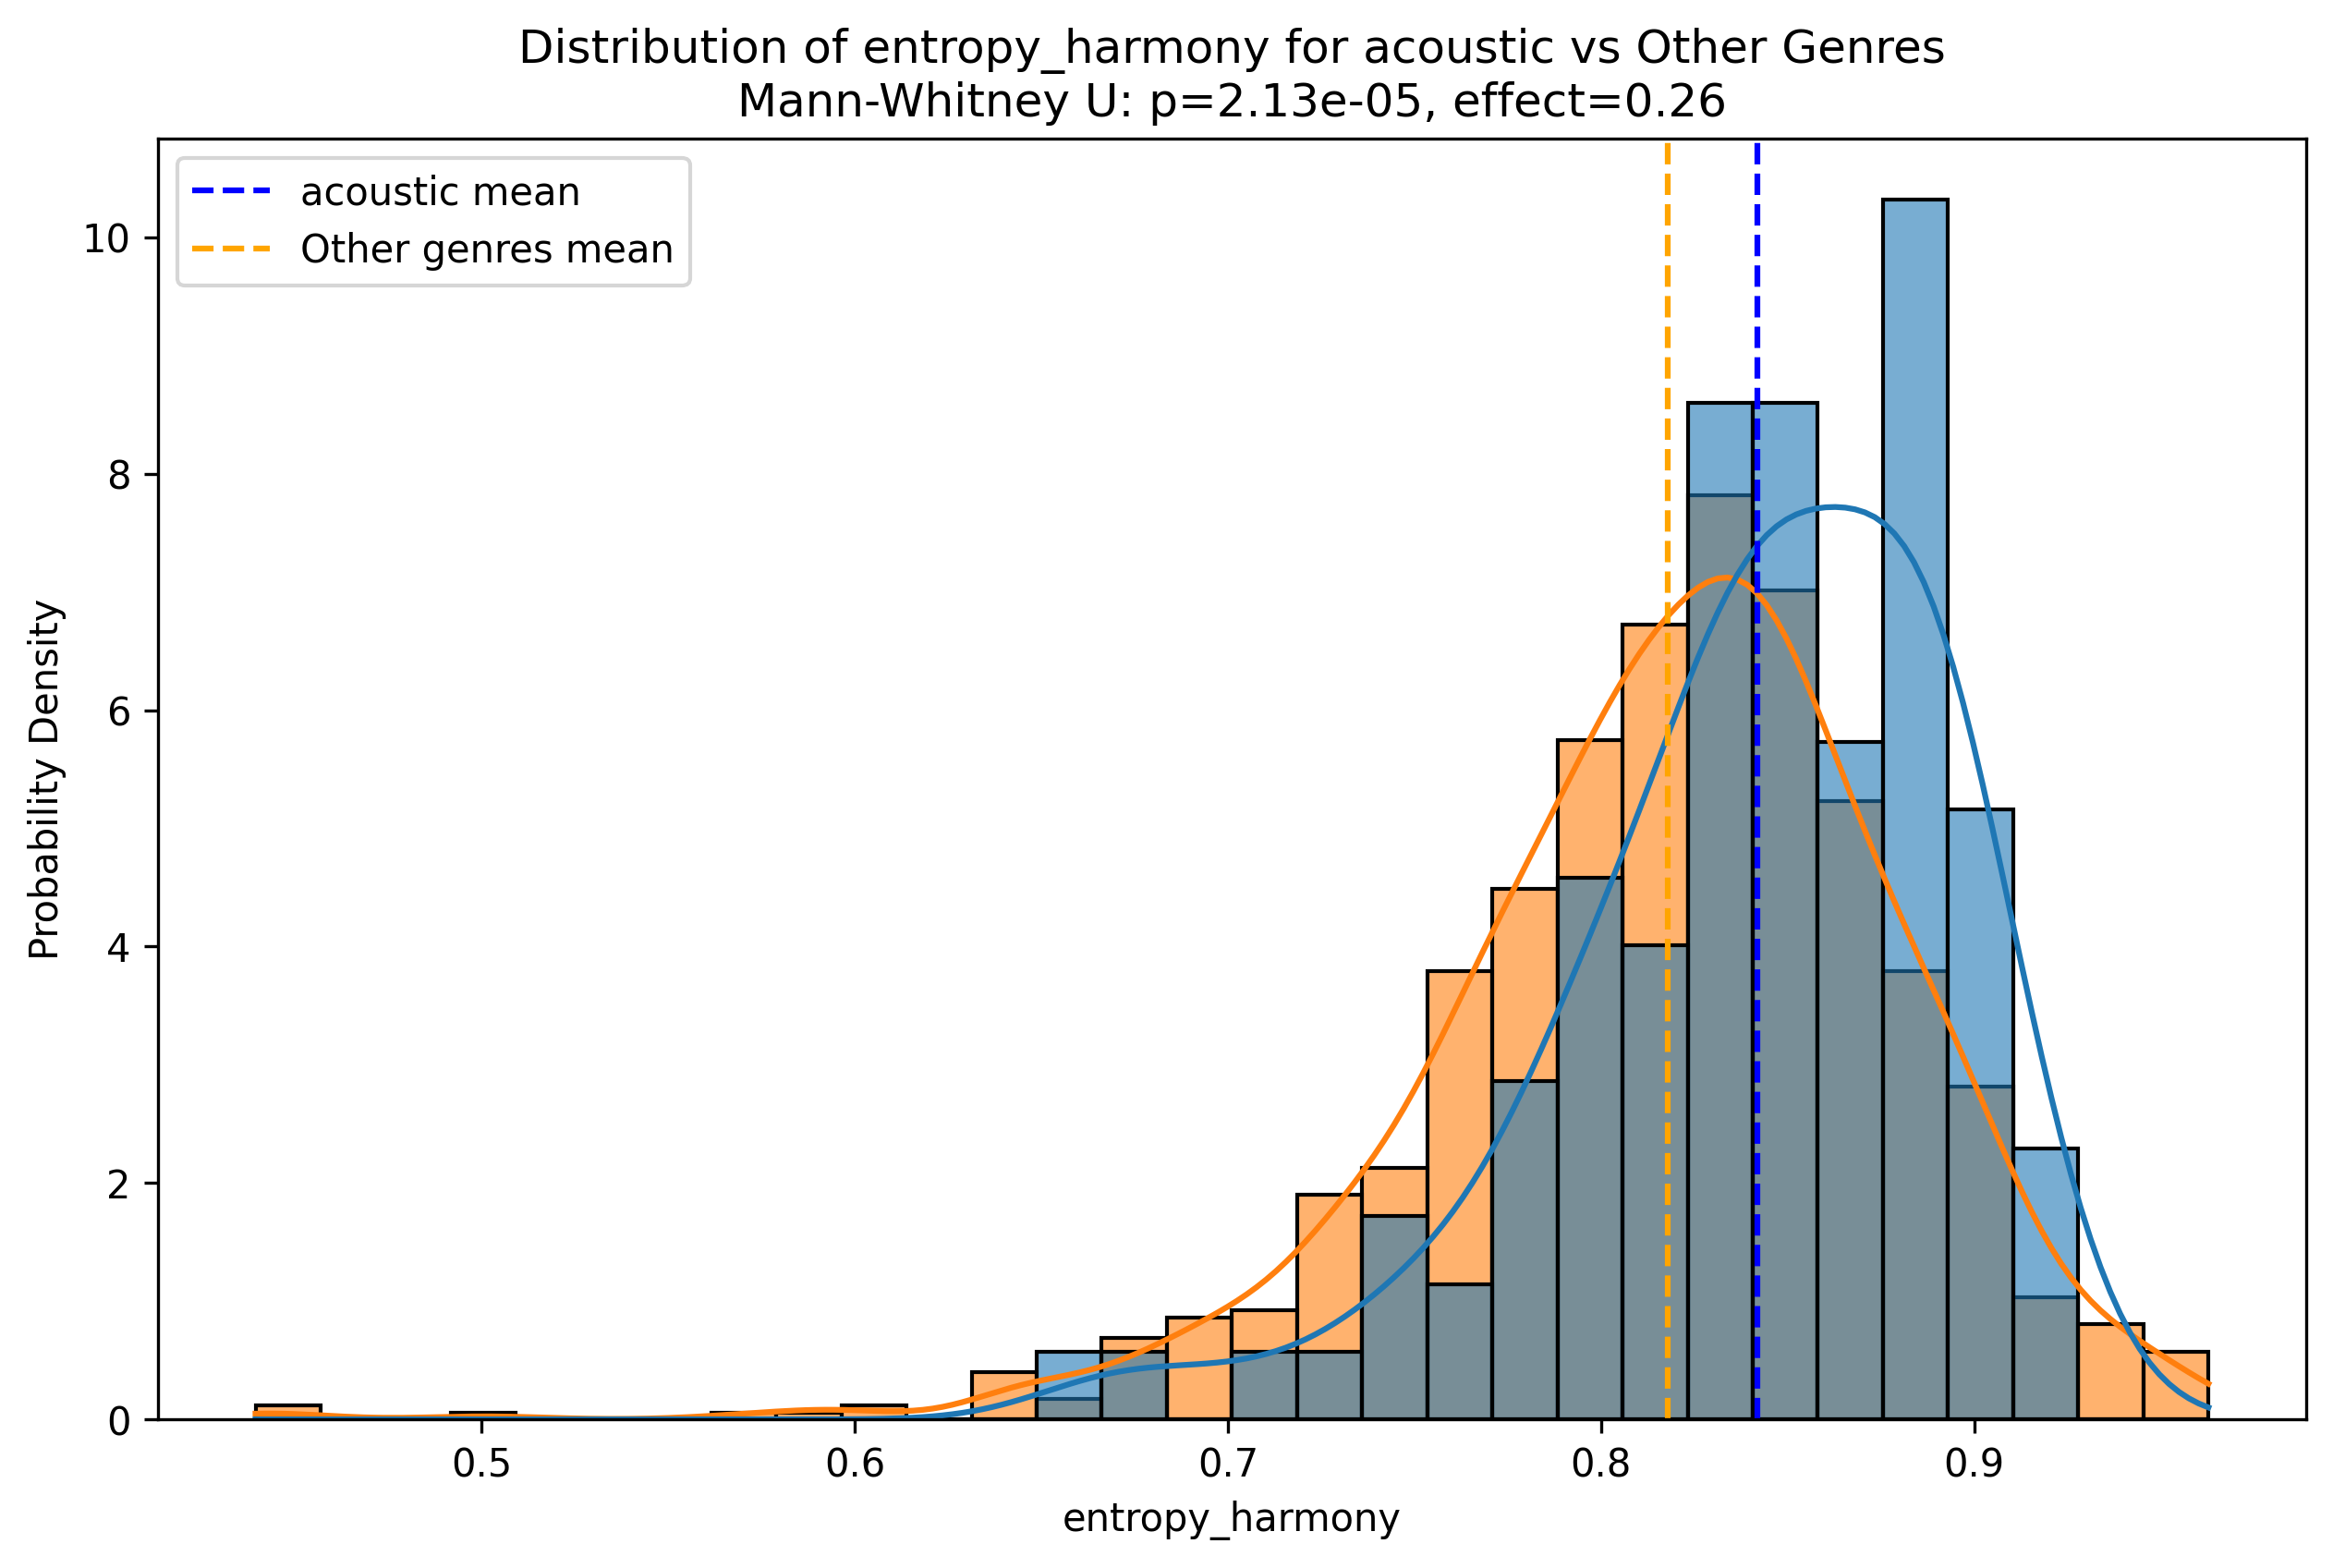 Distribution of entropy_harmony for acoustic vs Other Genres
Mann-Whitney U: p=2.13e-05, effect=0.26
acoustic mean
Other genres mean
10
8
6
4
2
0
Probability Density
0.5 0.6 0.7 0.8 0.9
entropy_harmony